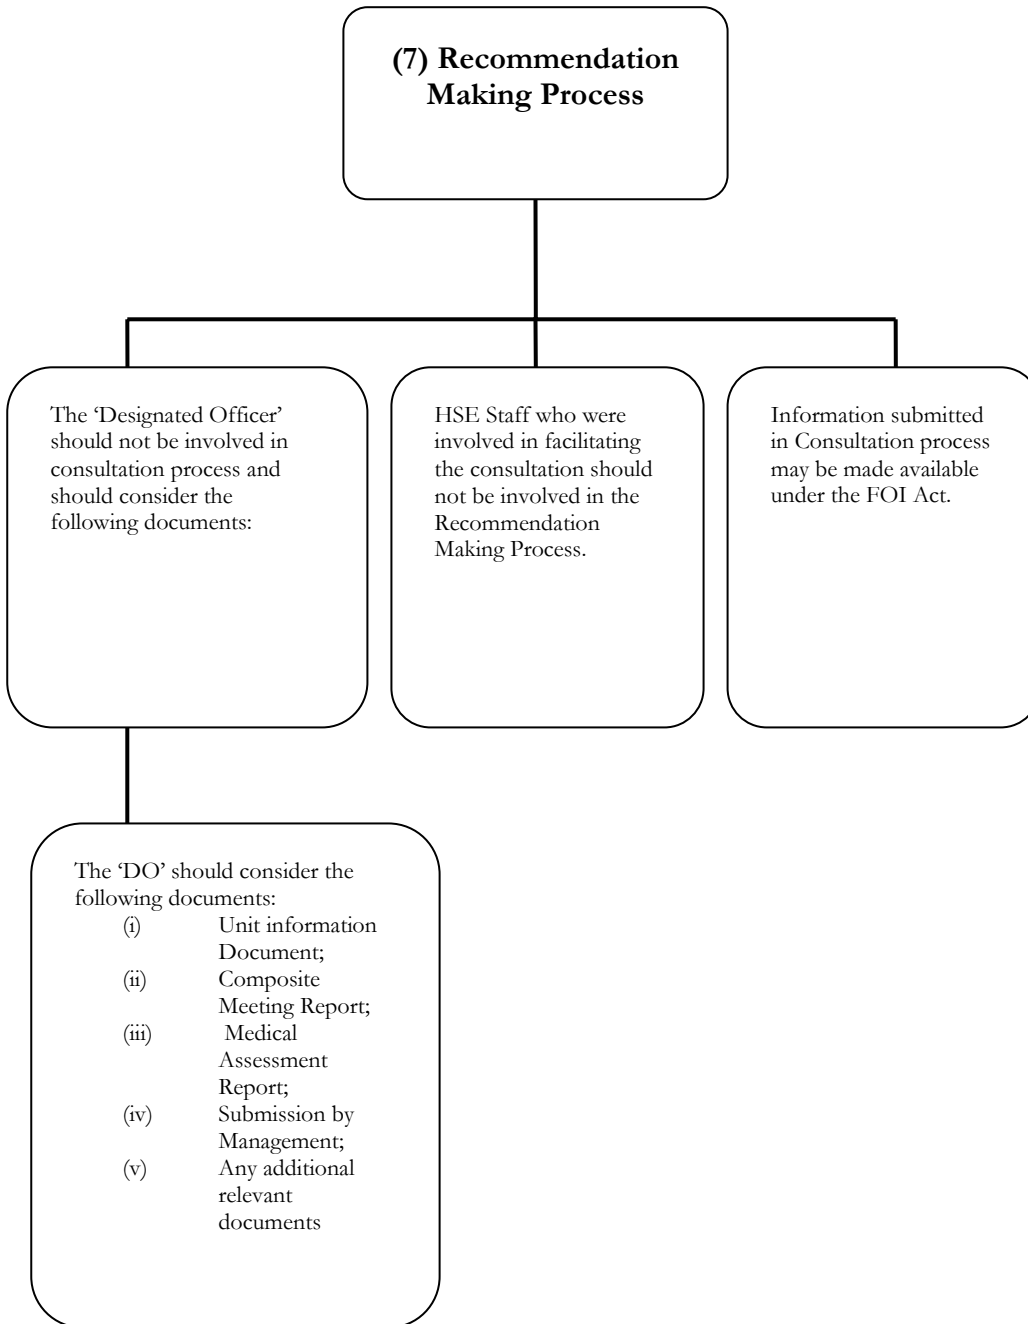 (7) Recommendation
Making Process
The ‘Designated Officer’
should not be involved in
consultation process and
should consider the
following documents:
HSE Staff who were
involved in facilitating
the consultation should
not be involved in the
Recommendation
Making Process.
Information submitted
in Consultation process
may be made available
under the FOI Act.
The ‘DO’ should consider the
following documents:
(i) Unit information
Document;
(ii) Composite
Meeting Report;
(iii) Medical
Assessment
Report;
(iv) Submission by
Management;
(v) Any additional
relevant
documents